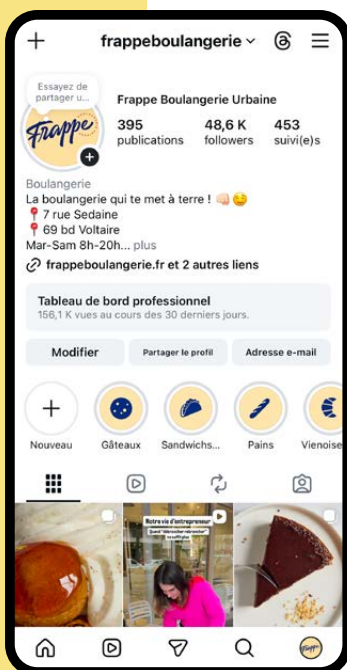 frappeboulangerie
Essayez de
partager u...
Frappe
Frappe Boulangerie Urbaine
395
48,6 K
453
publications
followers
suivi(e)s
Boulangerie
La boulangerie qui te met à terre ! 👊🏻🤕
📍 7 rue Sedaine
📍 69 bd Voltaire
Mar-Sam 8h-20h... plus
frappeboulangerie.fr et 2 autres liens
Tableau de bord professionnel
156,1 K vues au cours des 30 derniers jours.
Modifier
Partager le profil
Adresse e-mail
Nouveau
Gâteaux
Sandwichs...
Pains
Viennoise
Notre vie d'entrepreneur
Frappe